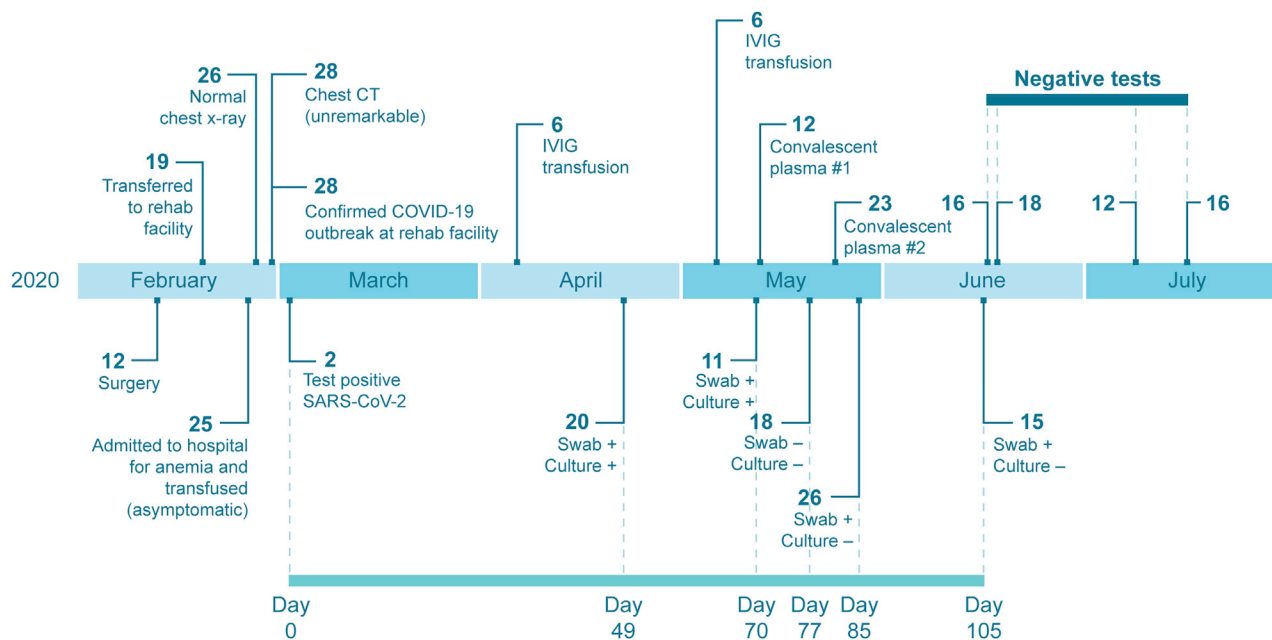 26
Normal
chest x-ray
28
Chest CT
(unremarkable)
6
IVIG
transfusion
Negative tests
19
Transferred
to rehab
facility
28
Confirmed COVID-19
outbreak at rehab facility
6
IVIG
transfusion
12
Convalescent
plasma #1
23
Convalescent
plasma #2
16
18
12
16
2020
February
March
April
May
June
July
12
Surgery
25
Admitted to hospital
for anemia and
transfused
(asymptomatic)
2
Test positive
SARS-CoV-2
20
Swab +
Culture +
11
Swab +
Culture +
18
Swab –
Culture –
26
Swab +
Culture –
15
Swab +
Culture –
Day
0
Day
49
Day
70
Day
77
Day
85
Day
105